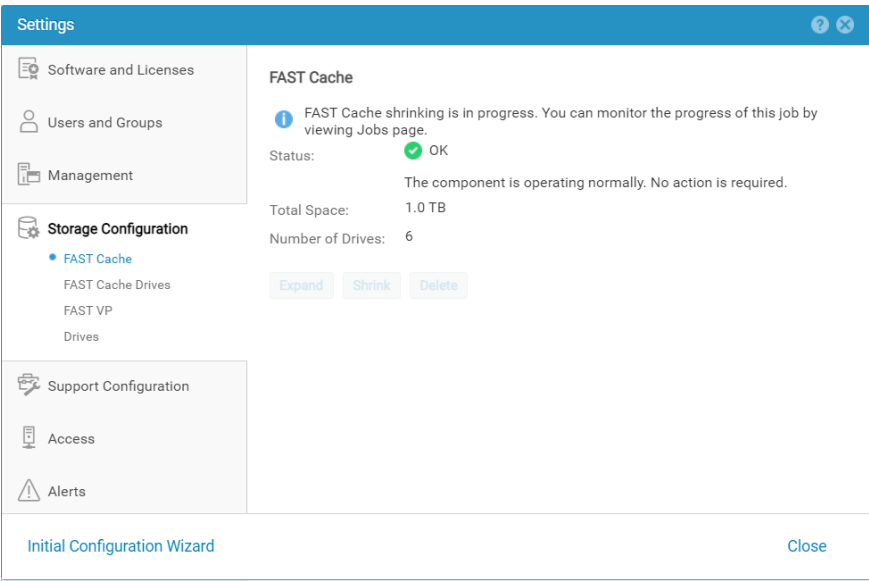 Settings
Software and Licenses
Users and Groups
Management
Storage Configuration
FAST Cache
FAST Cache Drives
FAST VP
Drives
Support Configuration
Access
Alerts
FAST Cache
FAST Cache shrinking is in progress. You can monitor the progress of this job by
viewing Jobs page.
Status: OK
The component is operating normally. No action is required.
Total Space: 1.0 TB
Number of Drives: 6
Expand Shrink Delete
Initial Configuration Wizard Close